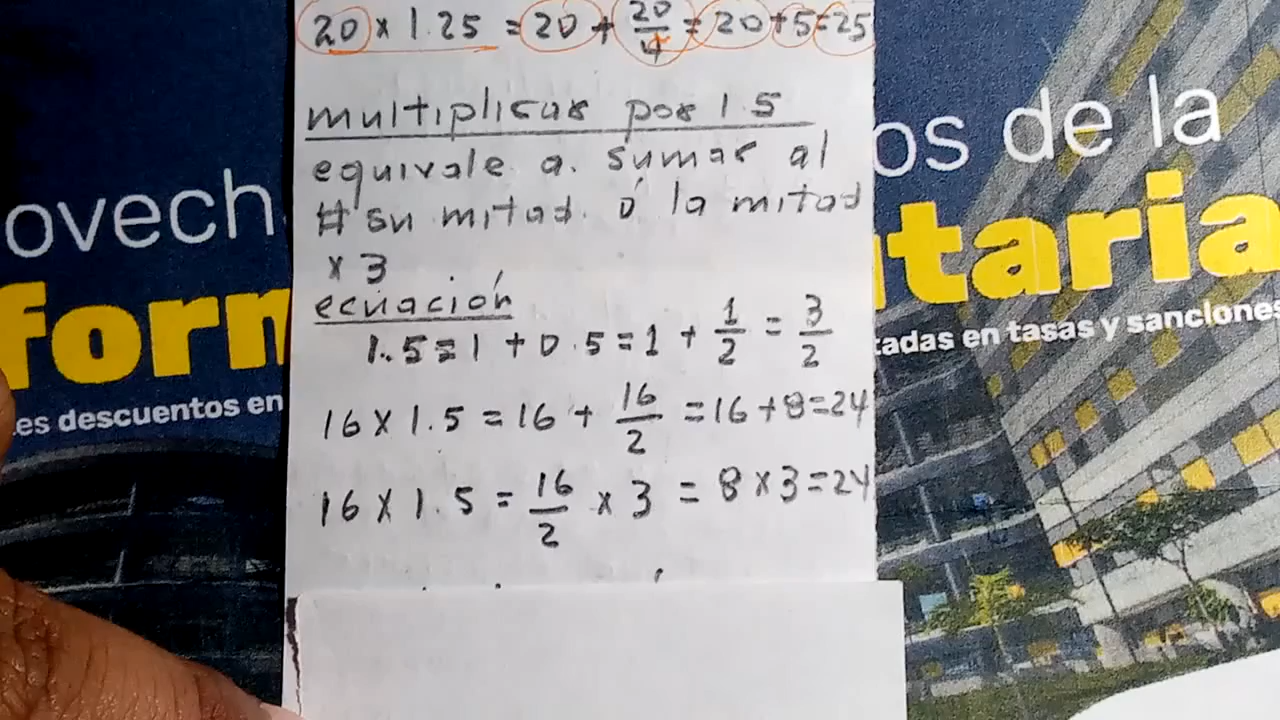 20 × 1.25 = 20 + 20/4 = 20+5=25
multiplicar por 1.5
equivale a. sumar al
# su mitad. ó la mitad
× 3
ecuación
1.5=1+0.5=1+1/2=3/2
16 × 1.5 = 16 + 16/2 = 16+8=24
16 × 1.5 = 16/2 × 3 = 8×3=24
ovech
form
es descuentos en
os de la
taria
tadas en tasas y sanciones